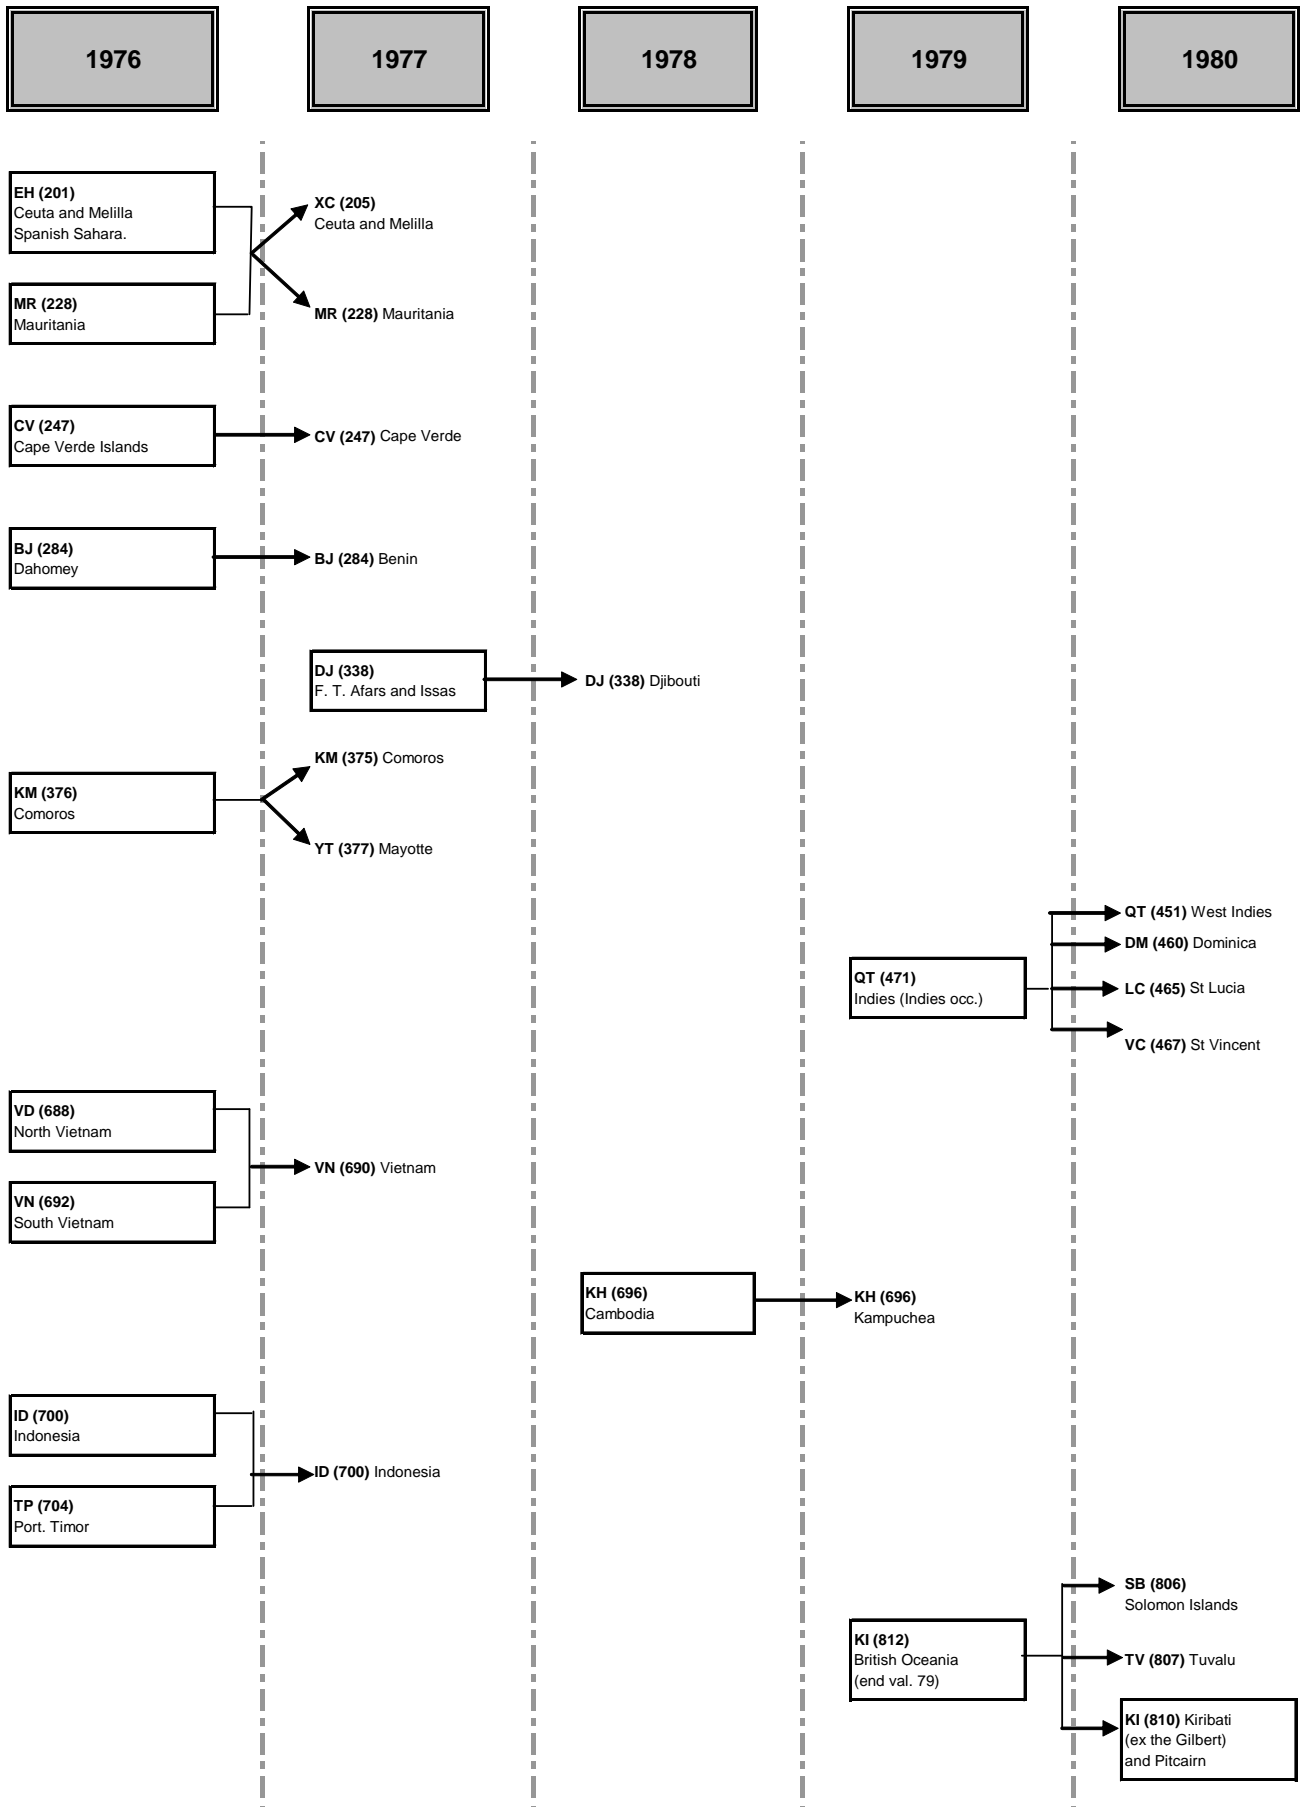 1976
1977
1978
1979
1980
EH (201)
Ceuta and Melilla
Spanish Sahara.
XC (205)
Ceuta and Melilla
MR (228)
Mauritania
MR (228) Mauritania
CV (247)
Cape Verde Islands
CV (247) Cape Verde
BJ (284)
Dahomey
BJ (284) Benin
DJ (338)
F. T. Afars and Issas
DJ (338) Djibouti
KM (376)
Comoros
KM (375) Comoros
YT (377) Mayotte
QT (471)
Indies (Indies occ.)
QT (451) West Indies
DM (460) Dominica
LC (465) St Lucia
VC (467) St Vincent
VD (688)
North Vietnam
VN (692)
South Vietnam
VN (690) Vietnam
KH (696)
Cambodia
KH (696)
Kampuchea
ID (700)
Indonesia
TP (704)
Port. Timor
ID (700) Indonesia
KI (812)
British Oceania
(end val. 79)
SB (806)
Solomon Islands
TV (807) Tuvalu
KI (810) Kiribati
(ex the Gilbert)
and Pitcairn